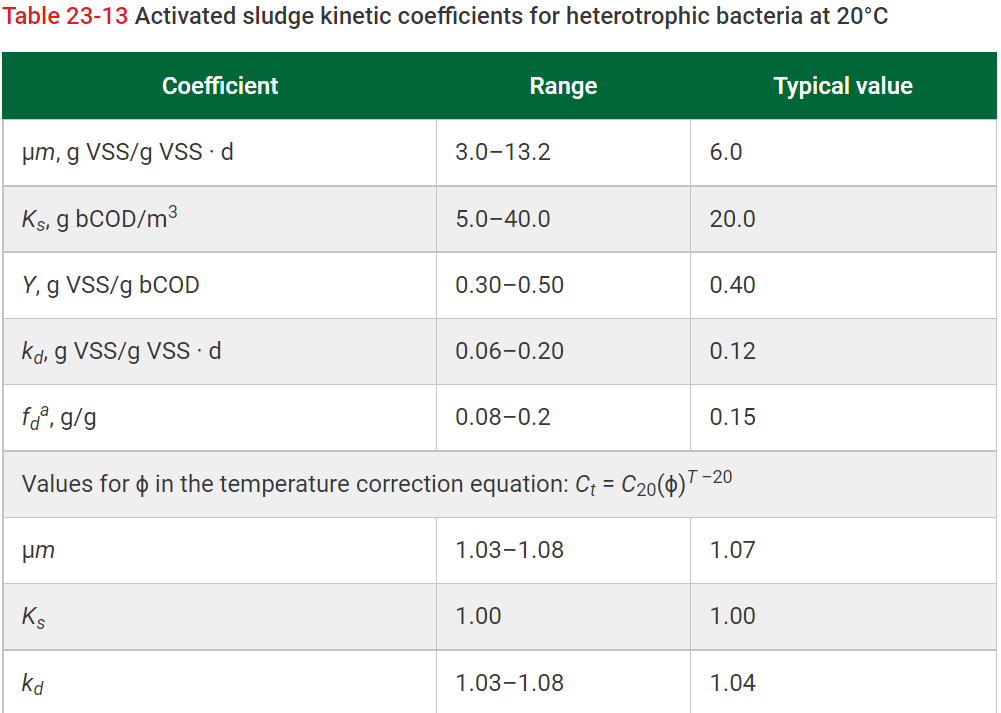 Table 23-13 Activated sludge kinetic coefficients for heterotrophic bacteria at 20°C
Coefficient Range Typical value
μm, g VSS/g VSS · d 3.0–13.2 6.0
Ks, g bCOD/m³ 5.0–40.0 20.0
Y, g VSS/g bCOD 0.30–0.50 0.40
kd, g VSS/g VSS · d 0.06–0.20 0.12
fdᵃ, g/g 0.08–0.2 0.15
Values for ϕ in the temperature correction equation: Ct = C20(ϕ)ᵀ ⁻²⁰
μm 1.03–1.08 1.07
Ks 1.00 1.00
kd 1.03–1.08 1.04